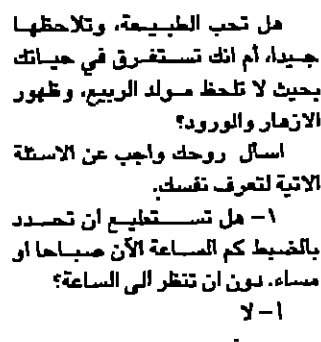 هل تحب الطبيعة، وتلاحظها
جيدا، أم انك تستغرق في حياتك
بحيث لا تلحظ مولد الربيع، وظهور
الازهار والورود؟
اسأل روحك واجب عن الاسئلة
الاتية لتعرف نفسك.
١- هل تستطيع ان تحدد
بالضبط كم الساعة الآن صباحا او
مساء، دون ان تنظر الى الساعة؟
أ- لا